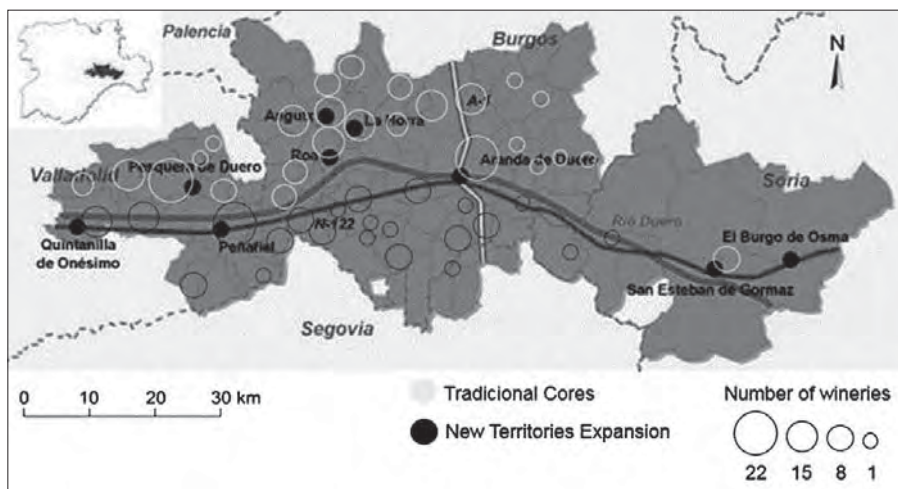 Palencia
Burgos
N
A-1
Anguix
La Horra
Roa
Aranda de Duero
Pesquera de Duero
Valladolid
Soria
Río Duero
N-122
Quintanilla
de Onésimo
Peñafiel
El Burgo de Osma
San Esteban de Gormaz
Segovia
0 10 20 30 km
Tradicional Cores
New Territories Expansion
Number of wineries
22 15 8 1